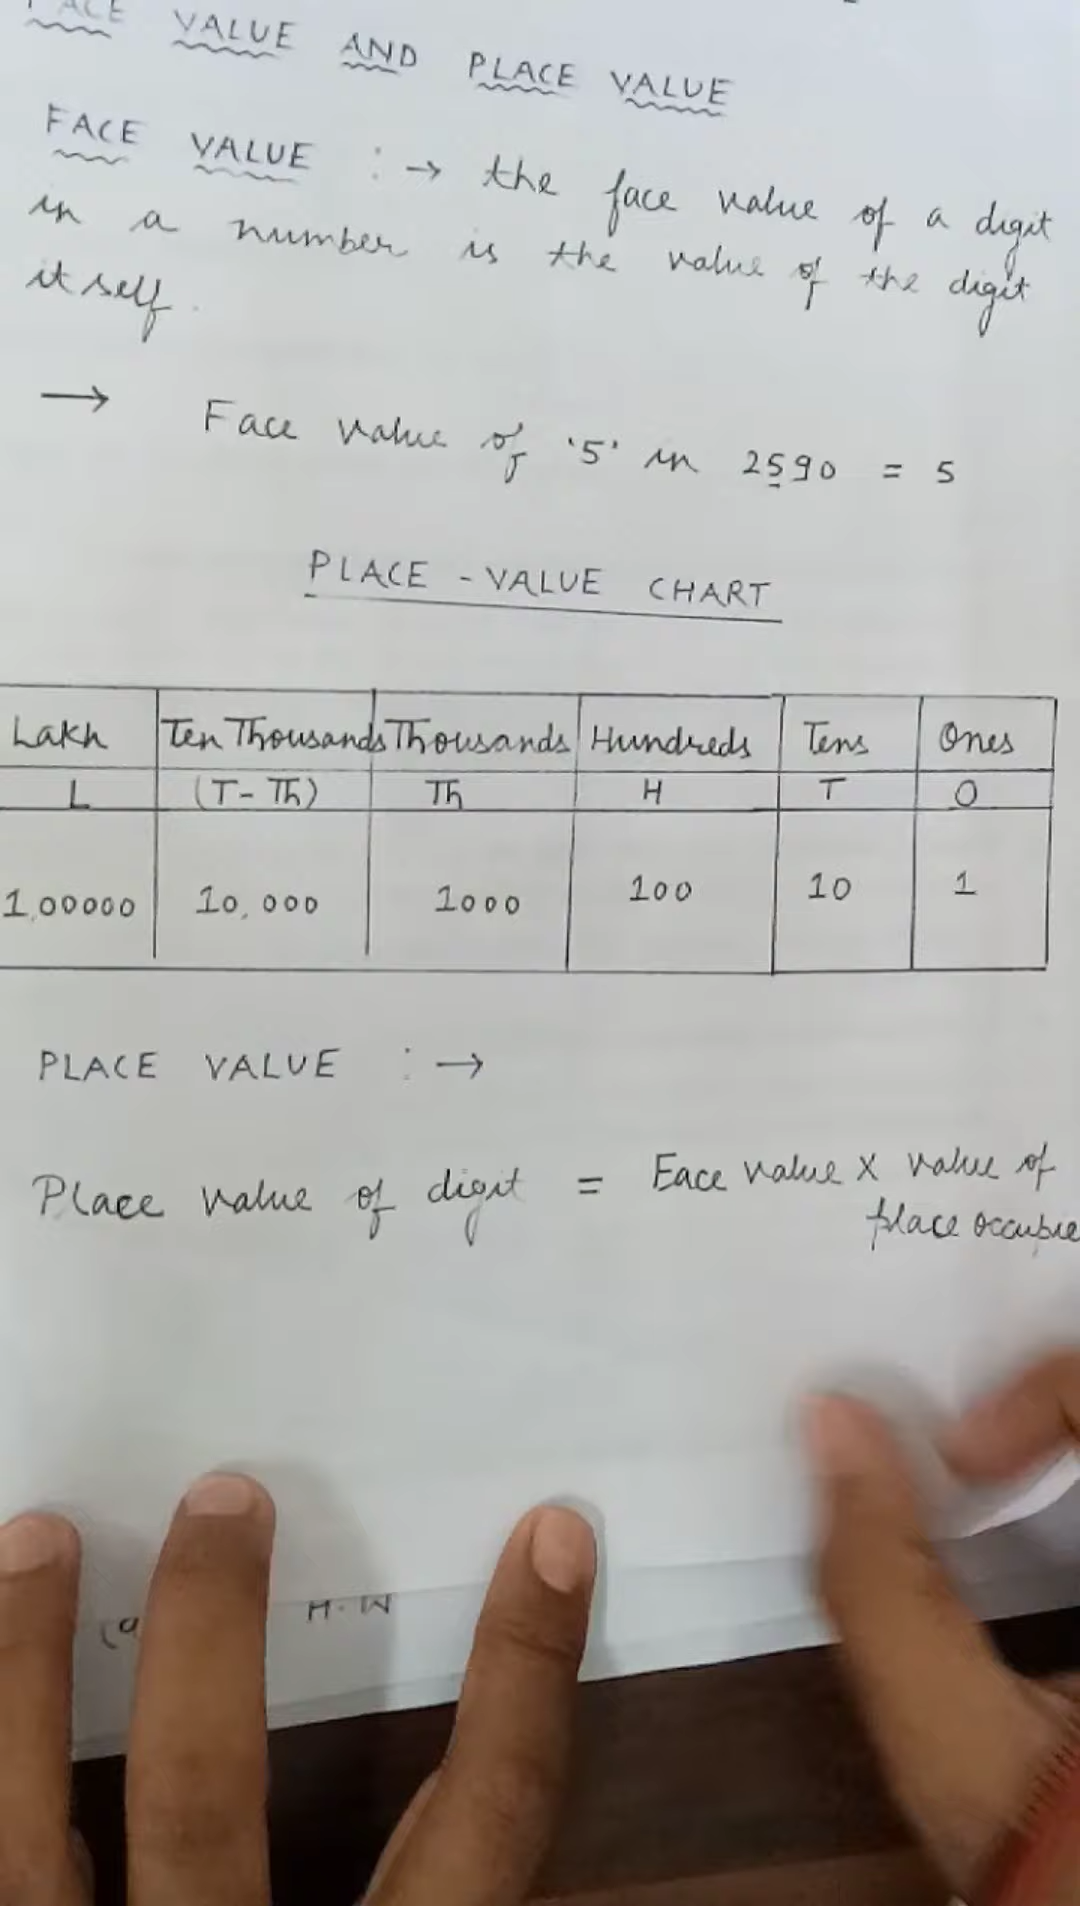 FACE VALUE AND PLACE VALUE
FACE VALUE :→ the face value of a digit
in a number is the value of the digit
itself.
→ Face value of '5' in 2590 = 5
PLACE - VALUE CHART
Lakh Ten Thousands Thousands Hundreds Tens Ones
L (T- Th) Th H T O
1,00000 10,000 1000 100 10 1
PLACE VALUE :→
Place value of digit = Face value X value of
place occupie
H.W